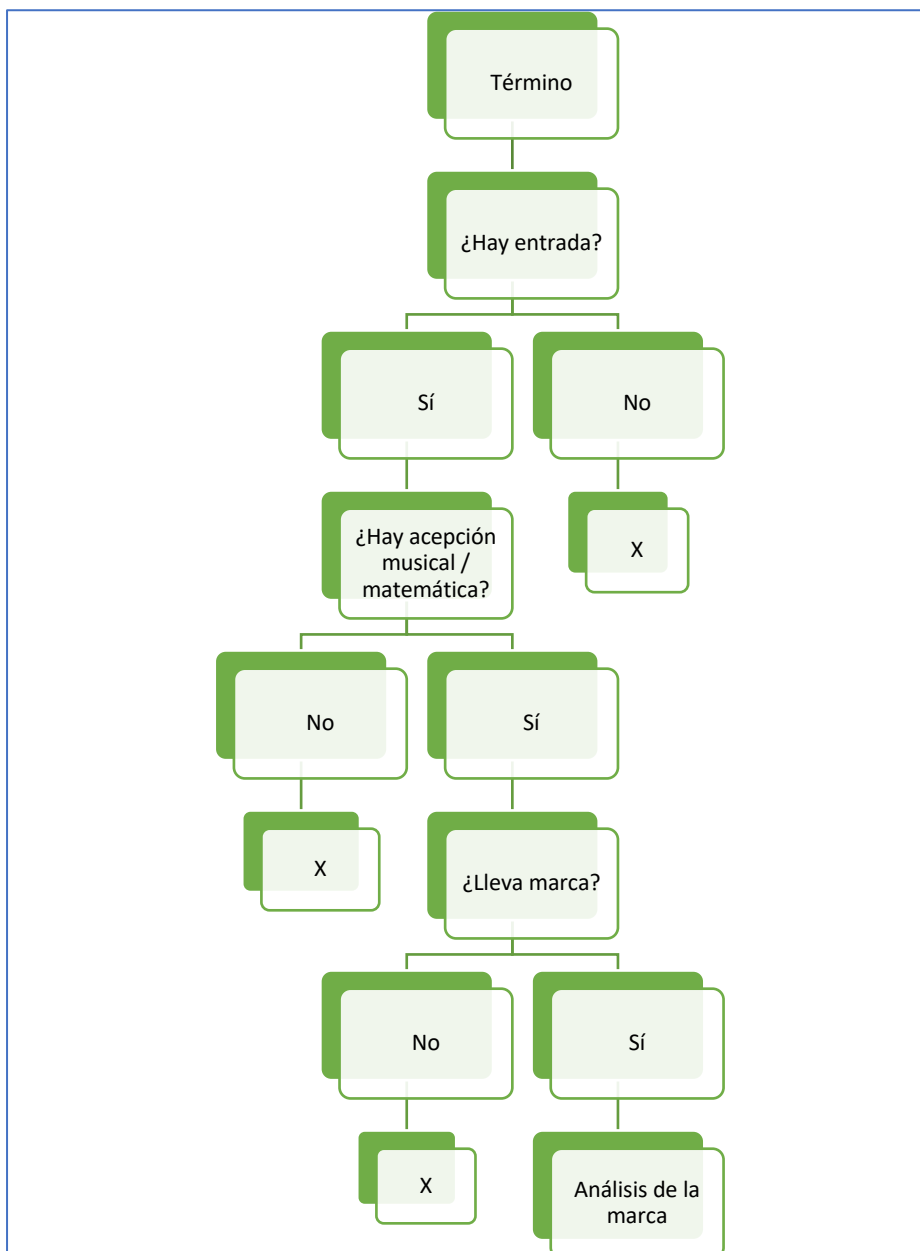 Término
¿Hay entrada?
Sí
No
¿Hay acepción
musical /
matemática?
X
No
Sí
X
¿Lleva marca?
No
Sí
X
Análisis de la
marca